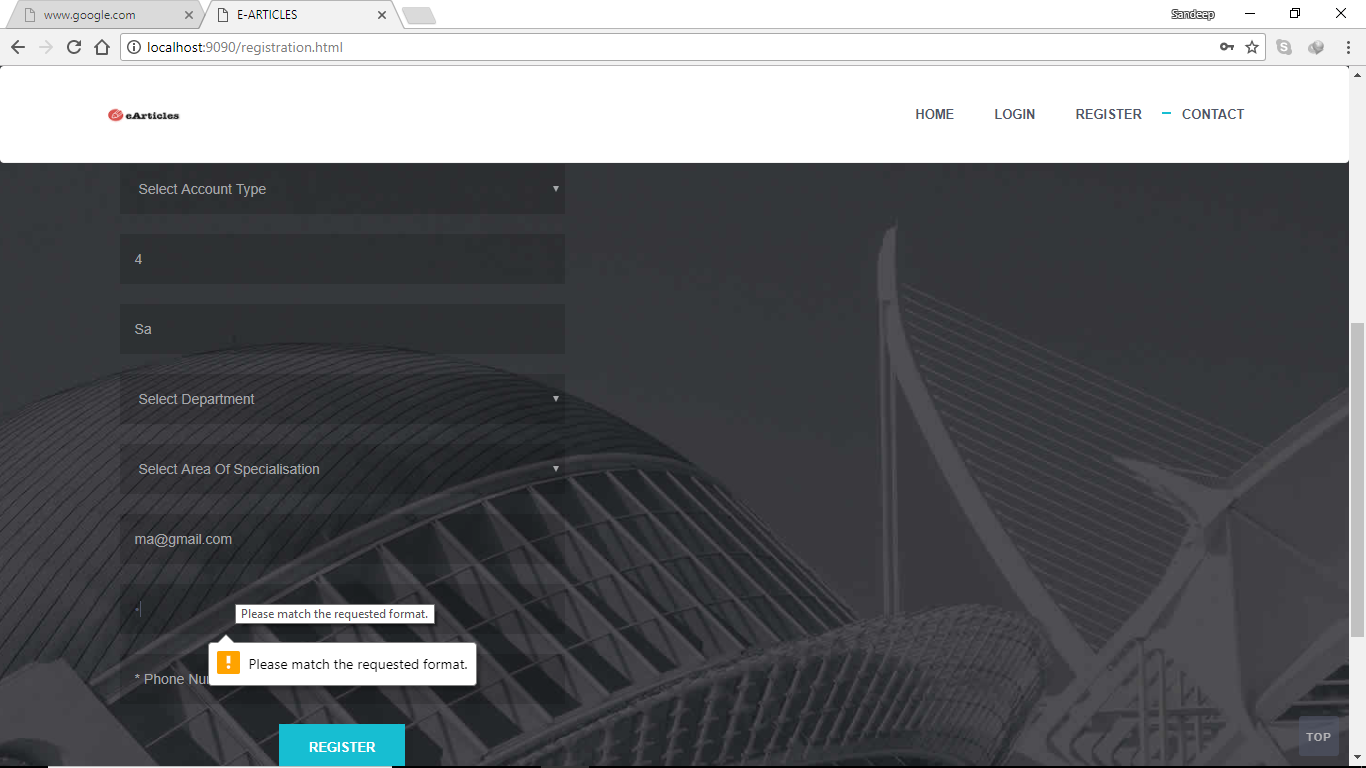 www.google.com
E-ARTICLES
Sandeep
localhost:9090/registration.html
eArticles
HOME
LOGIN
REGISTER
CONTACT
Select Account Type
4
Sa
Select Department
Select Area Of Specialisation
ma@gmail.com
Please match the requested format.
Please match the requested format.
* Phone Nu
REGISTER
TOP